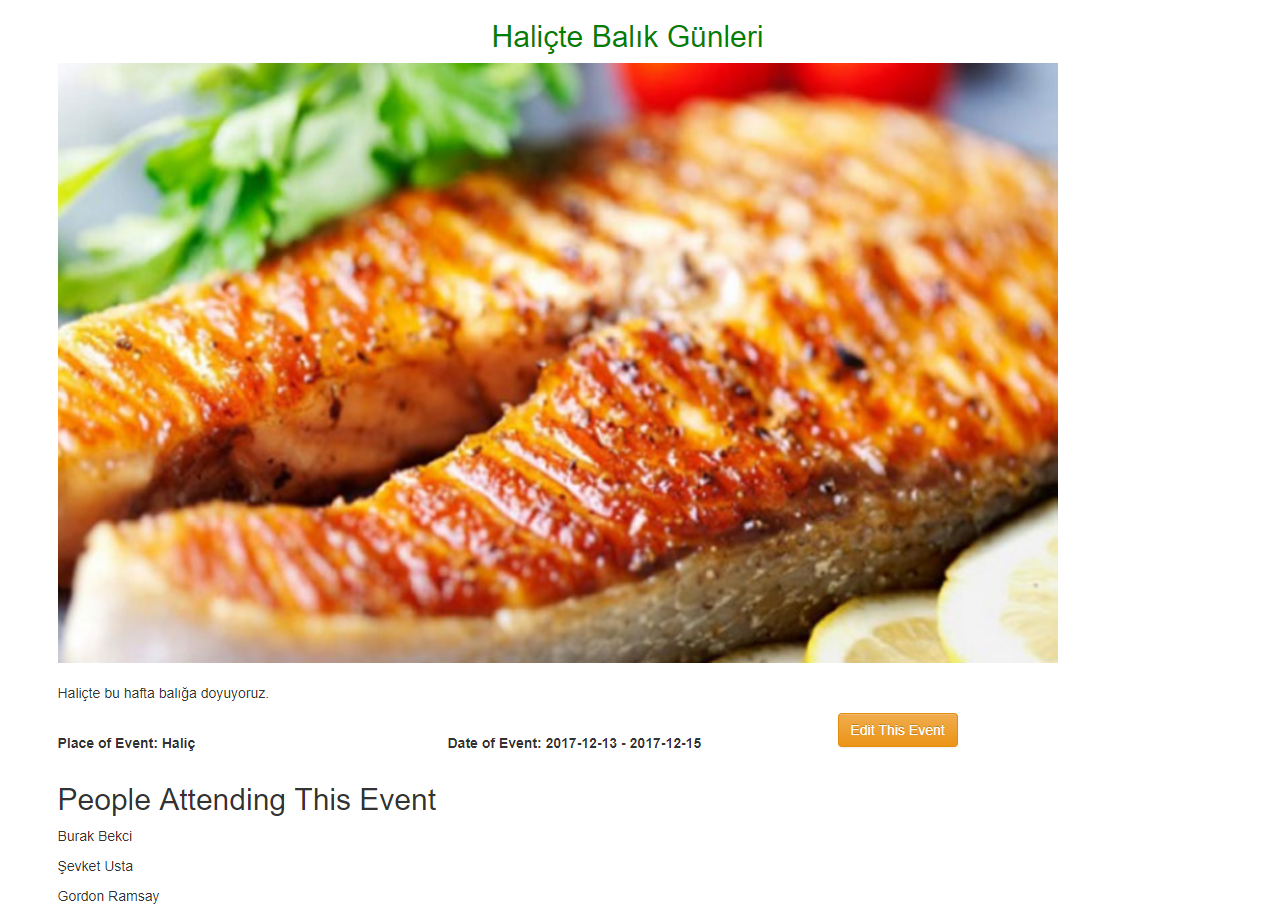 Haliçte Balık Günleri
Haliçte bu hafta balığa doyuyoruz.
Place of Event: Haliç
Date of Event: 2017-12-13 - 2017-12-15
Edit This Event
People Attending This Event
Burak Bekci
Şevket Usta
Gordon Ramsay